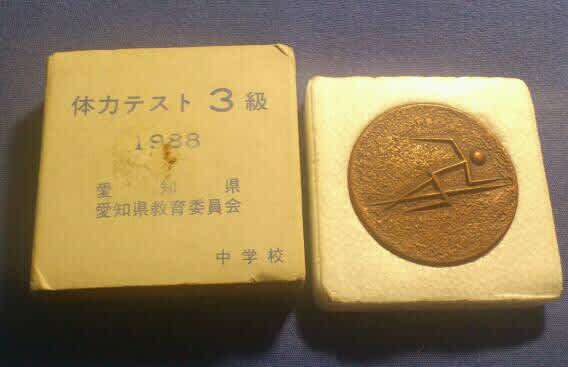 体力テスト 3 級
1988
愛 知 県
愛知県教育委員会
中学校